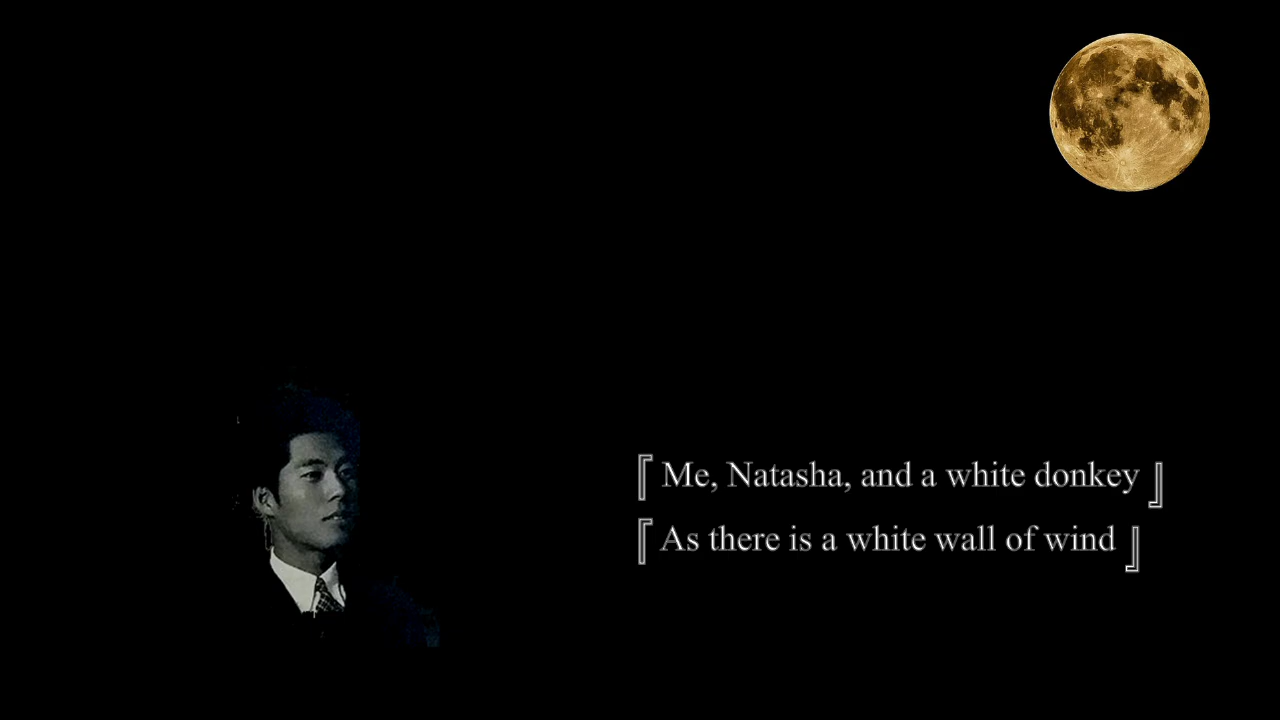 『 Me, Natasha, and a white donkey 』
『 As there is a white wall of wind 』